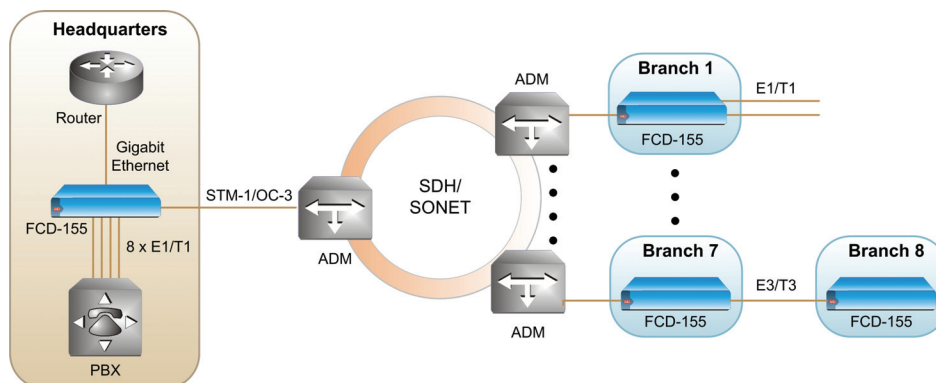 Headquarters
Router
Gigabit
Ethernet
FCD-155
8 x E1/T1
PBX
STM-1/OC-3
ADM
SDH/
SONET
ADM
Branch 1
E1/T1
FCD-155
ADM
Branch 7
FCD-155
E3/T3
Branch 8
FCD-155